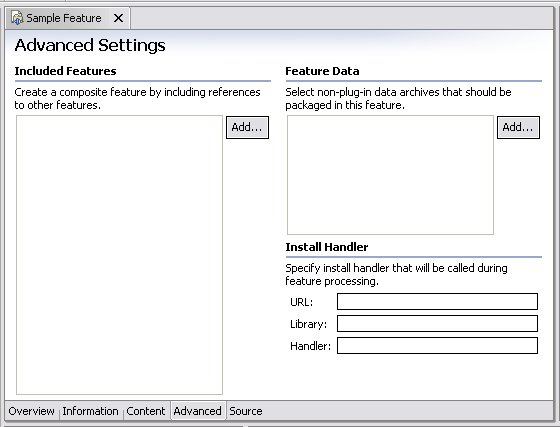 Sample Feature
Advanced Settings
Included Features
Create a composite feature by including references
to other features.
Add...
Feature Data
Select non-plug-in data archives that should be
packaged in this feature.
Add...
Install Handler
Specify install handler that will be called during
feature processing.
URL:
Library:
Handler:
Overview Information Content Advanced Source